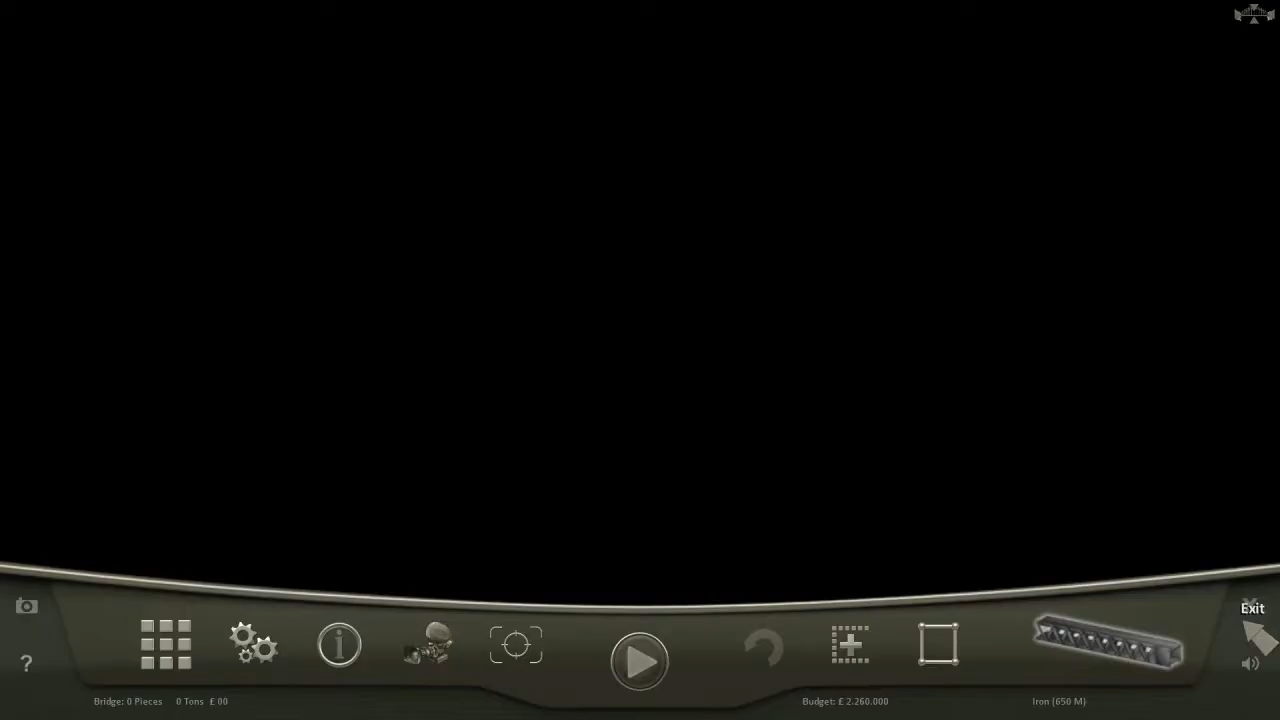 Exit
?
Bridge: 0 Pieces 0 Tons £ 00
Budget: £ 2.260.000
Iron (650 M)